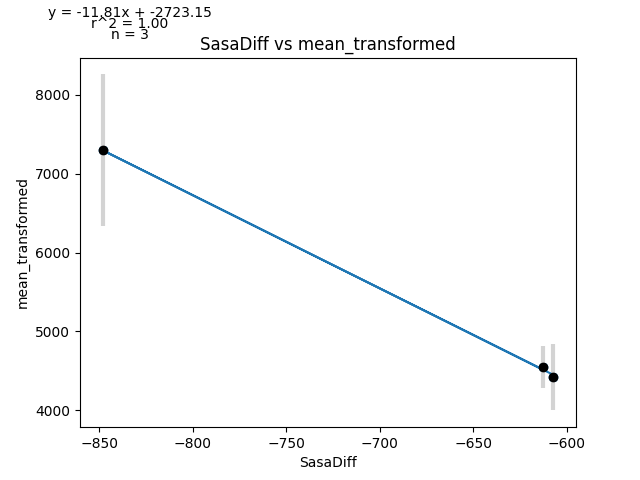 y = -11.81x + -2723.15
r^2 = 1.00
n = 3
SasaDiff vs mean_transformed
8000
7000
6000
5000
4000
mean_transformed
−850
−800
−750
−700
−650
−600
SasaDiff